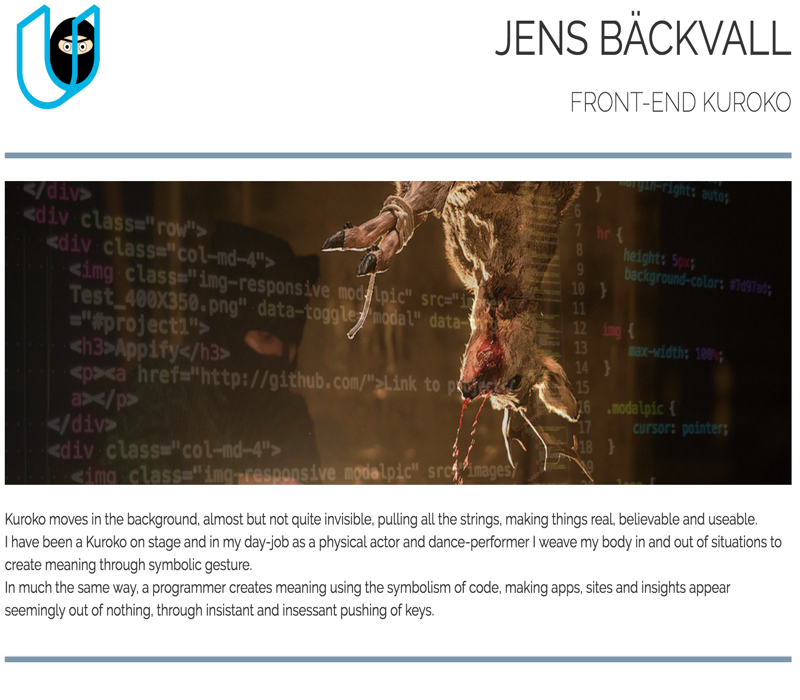 JENS BÄCKVALL
FRONT-END KUROKO
</div>
<div class="row">
<div class="col-md-4">
<img class="img-responsive modalpic" src="
Test_400X350.png" data-toggle="modal" data-
="#project1">
<h3>Appify</h3>
<p><a href="http://github.com/">Link to
a></p>
</div>
<div class="col-md-4">
<img class="img-responsive modalpic" src="images/
margin-right: auto;
}
6
7 hr {
8 height: 5px;
9 background-color: #7d97ad;
10 }
11
12 img {
13 max-width: 100%;
14 }
15
16 .modalpic {
17 cursor: pointer;
18 }
Kuroko moves in the background, almost but not quite invisible, pulling all the strings, making things real, believable and useable.
I have been a Kuroko on stage and in my day-job as a physical actor and dance-performer I weave my body in and out of situations to
create meaning through symbolic gesture.
In much the same way, a programmer creates meaning using the symbolism of code, making apps, sites and insights appear
seemingly out of nothing, through insistant and insessant pushing of keys.